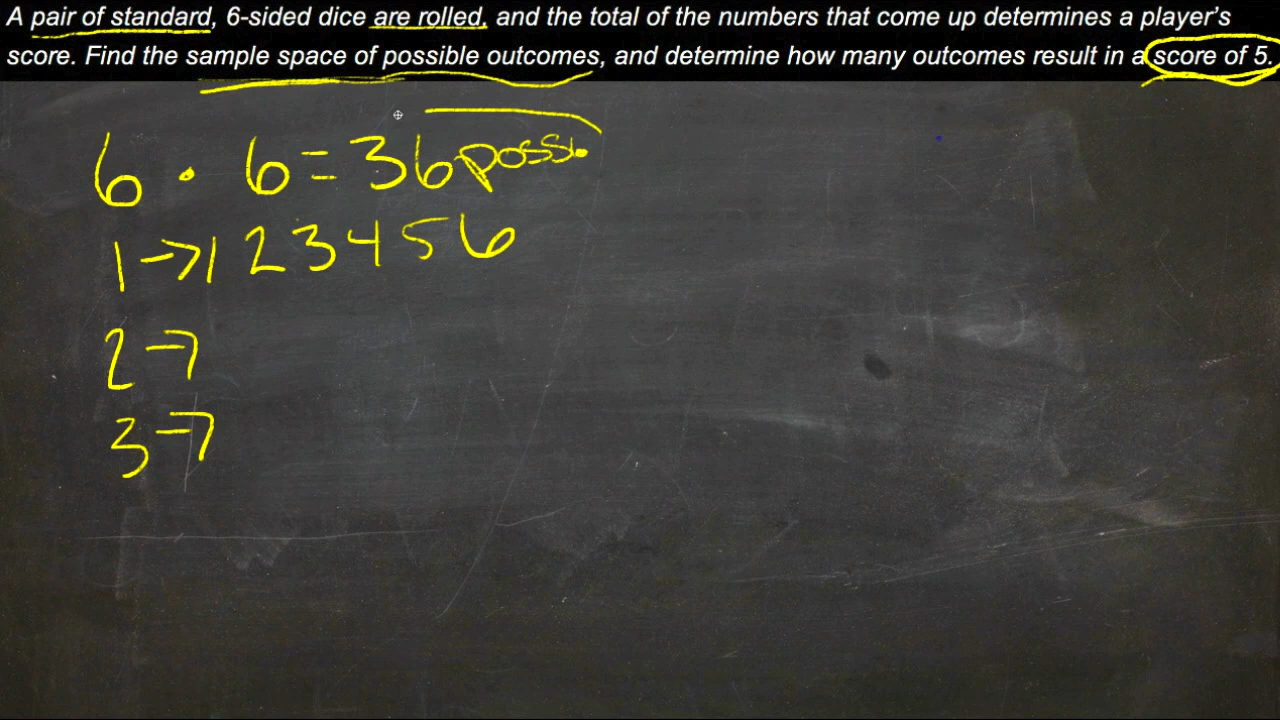 A pair of standard, 6-sided dice are rolled, and the total of the numbers that come up determines a player's
score. Find the sample space of possible outcomes, and determine how many outcomes result in a score of 5.
6 · 6 = 36 poss.
1 → 1 2 3 4 5 6
2 →
3 →